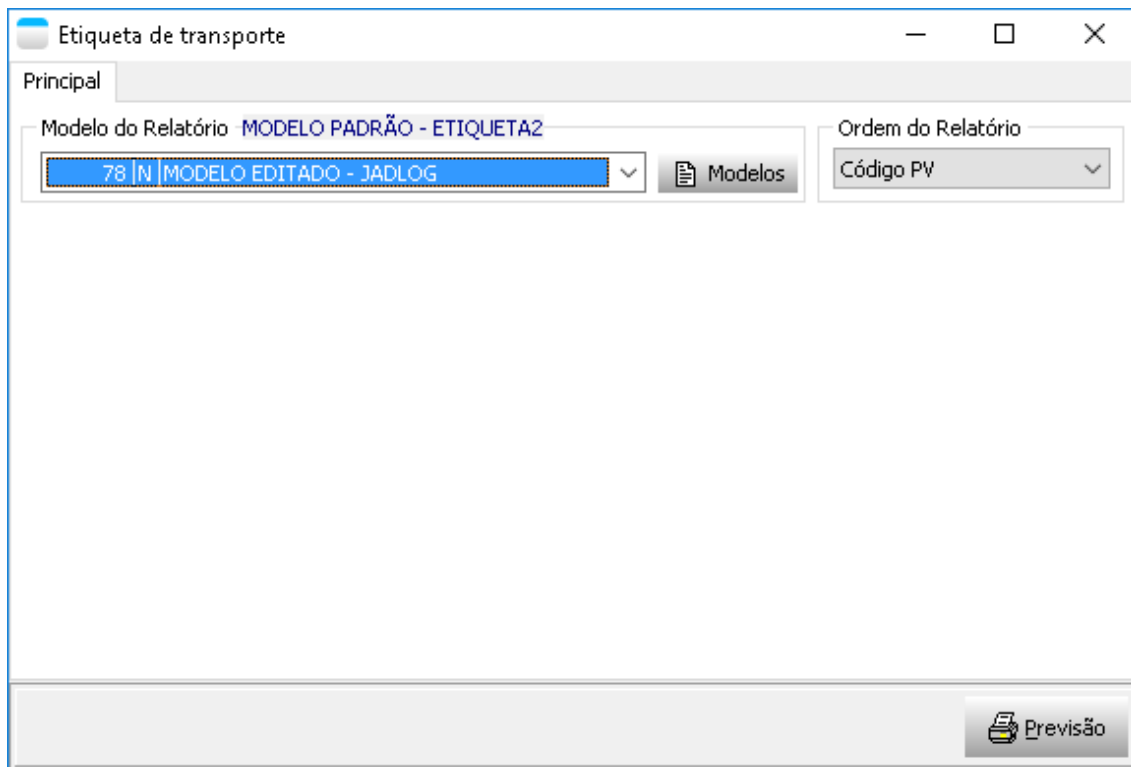 Etiqueta de transporte
Principal
Modelo do Relatório MODELO PADRÃO - ETIQUETA2
Ordem do Relatório
78 N MODELO EDITADO - JADLOG
Modelos
Código PV
Previsão